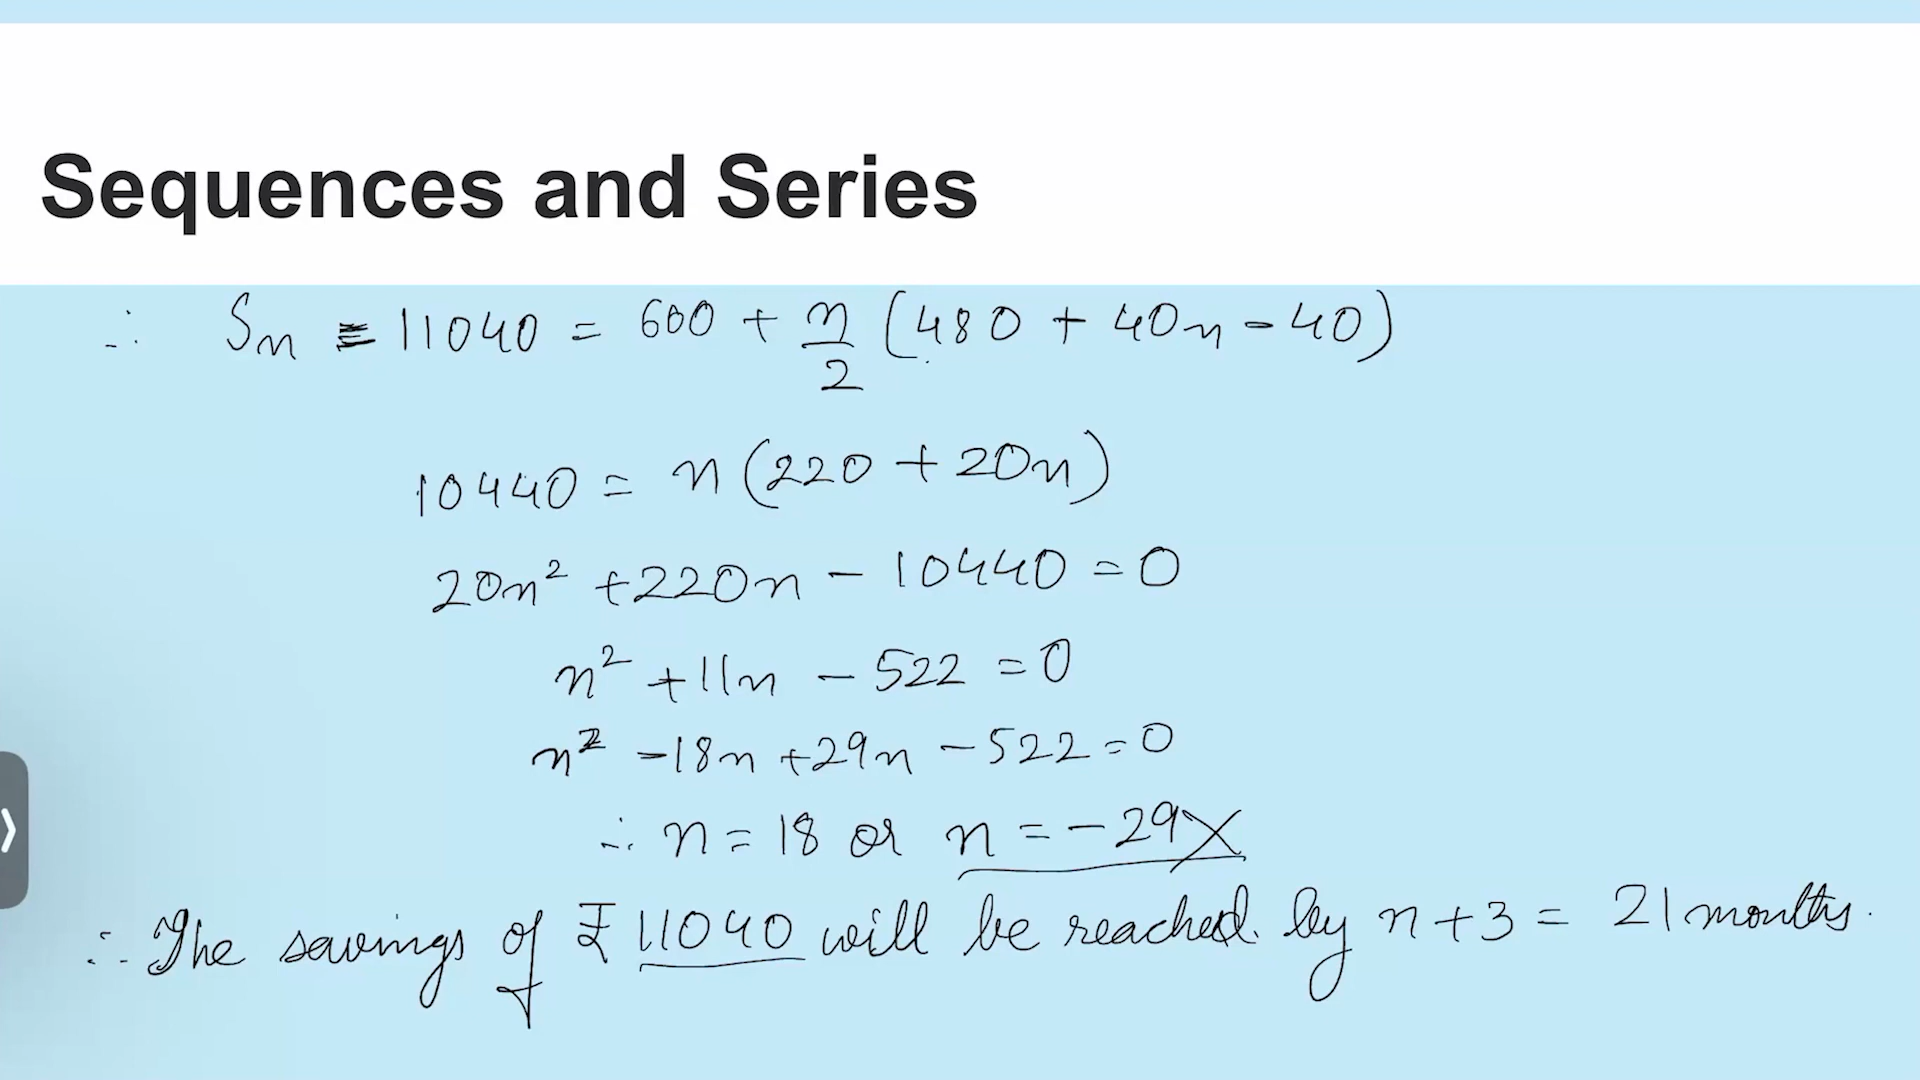 Sequences and Series
∴ Sn = 11040 = 600 + n/2 (480 + 40n - 40)
10440 = n (220 + 20n)
20n² + 220n - 10440 = 0
n² + 11n - 522 = 0
n² - 18n + 29n - 522 = 0
∴ n = 18 or n = - 29 X
∴ The savings of ₹ 11040 will be reached by n + 3 = 21 months.